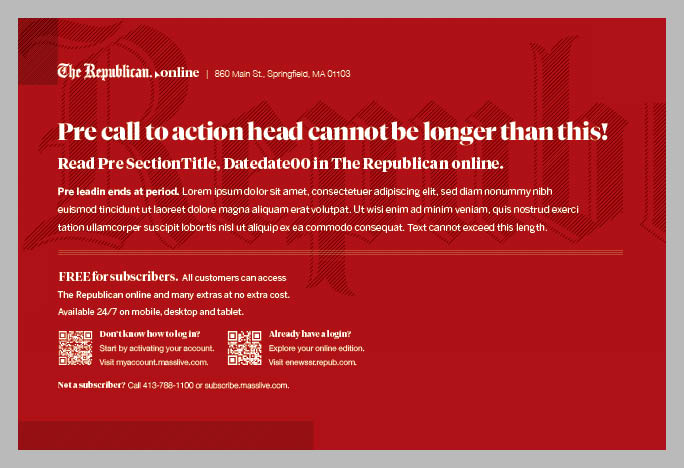 The Republican. online | 860 Main St., Springfield, MA 01103
Pre call to action head cannot be longer than this!
Read Pre SectionTitle, Datedate00 in The Republican online.
Pre leadin ends at period. Lorem ipsum dolor sit amet, consectetuer adipiscing elit, sed diam nonummy nibh
euismod tincidunt ut laoreet dolore magna aliquam erat volutpat. Ut wisi enim ad minim veniam, quis nostrud exerci
tation ullamcorper suscipit lobortis nisl ut aliquip ex ea commodo consequat. Text cannot exceed this length.
FREE for subscribers. All customers can access
The Republican online and many extras at no extra cost.
Available 24/7 on mobile, desktop and tablet.
Don't know how to log in?
Start by activating your account.
Visit myaccount.masslive.com.
Already have a login?
Explore your online edition.
Visit enewssr.repub.com.
Not a subscriber? Call 413-788-1100 or subscribe.masslive.com.